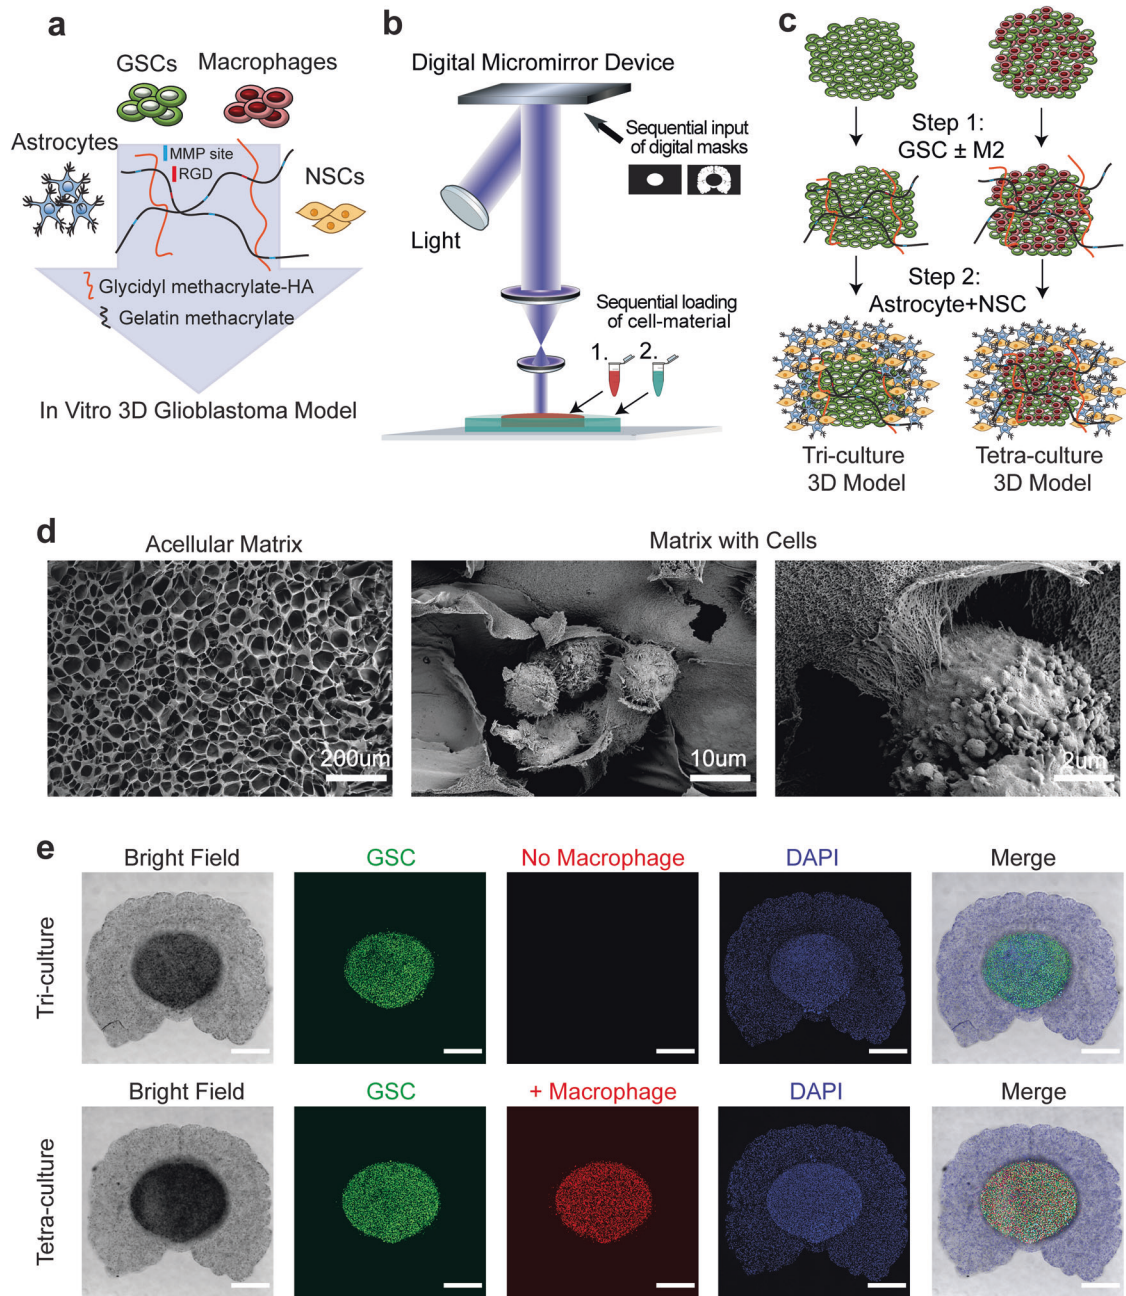 a
GSCs
Macrophages
Astrocytes
MMP site
RGD
NSCs
Glycidyl methacrylate-HA
Gelatin methacrylate
In Vitro 3D Glioblastoma Model
b
Digital Micromirror Device
Sequential input
of digital masks
Light
Sequential loading
of cell-material
1.
2.
c
Step 1:
GSC ± M2
Step 2:
Astrocyte+NSC
Tri-culture
3D Model
Tetra-culture
3D Model
d
Acellular Matrix
Matrix with Cells
200um
10um
2um
e
Bright Field
GSC
No Macrophage
DAPI
Merge
Tri-culture
Bright Field
GSC
+ Macrophage
DAPI
Merge
Tetra-culture